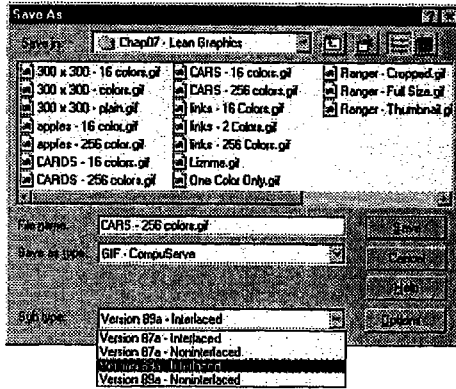 Save As
Save in:
Chap07 - Lean Graphics
300 x 300 - 16 colors.gif
300 x 300 - colors.gif
300 x 300 - plain.gif
apples - 16 color.gif
apples - 256 color.gif
CARDS - 16 colors.gif
CARDS - 256 colors.gif
CARS - 16 colors.gif
CARS - 256 colors.gif
links - 16 Colors.gif
links - 2 Colors.gif
links - 256 colors.gif
One Color Only.gif
Ranger - Cropped.gif
Ranger - Full Size.gif
Ranger - Thumbnail.gif
File name:
CARS - 256 colors.gif
Save as type:
GIF - CompuServe
Sub type:
Version 89a - Interlaced
Version 87a - Interlaced
Version 87a - Noninterlaced
Version 89a - Noninterlaced
Save
Cancel
Help
Options